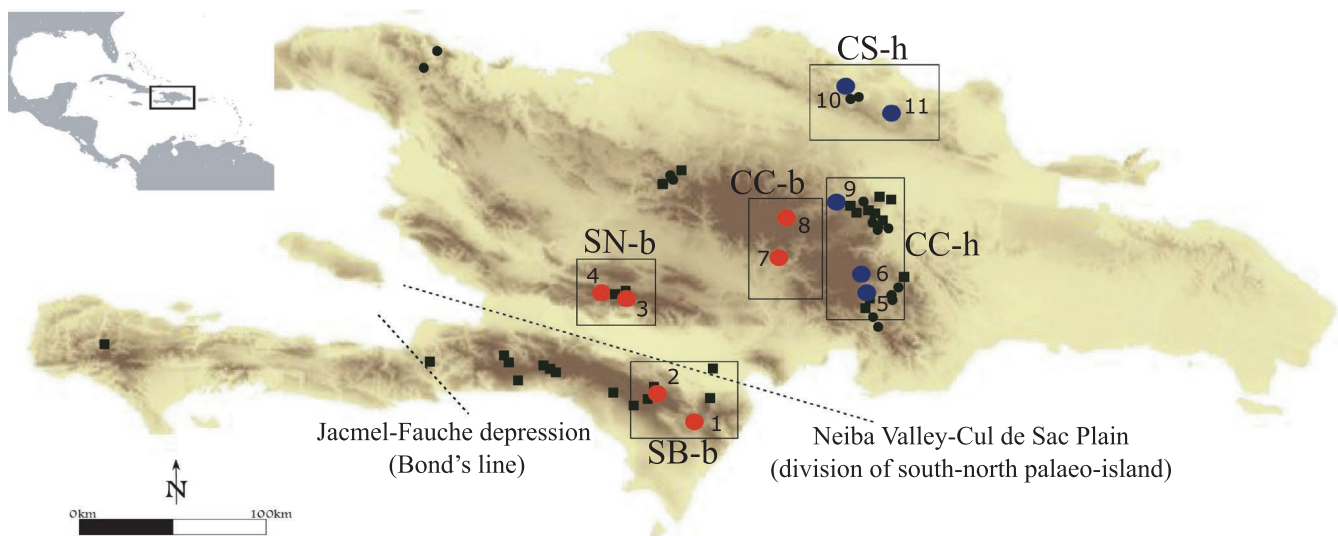 CS-h
10
11
CC-b
9
8
CC-h
SN-b
7
6
4
3
5
2
1
Jacmel-Fauche depression
(Bond's line)
SB-b
Neiba Valley-Cul de Sac Plain
(division of south-north palaeo-island)
N
0km
100km